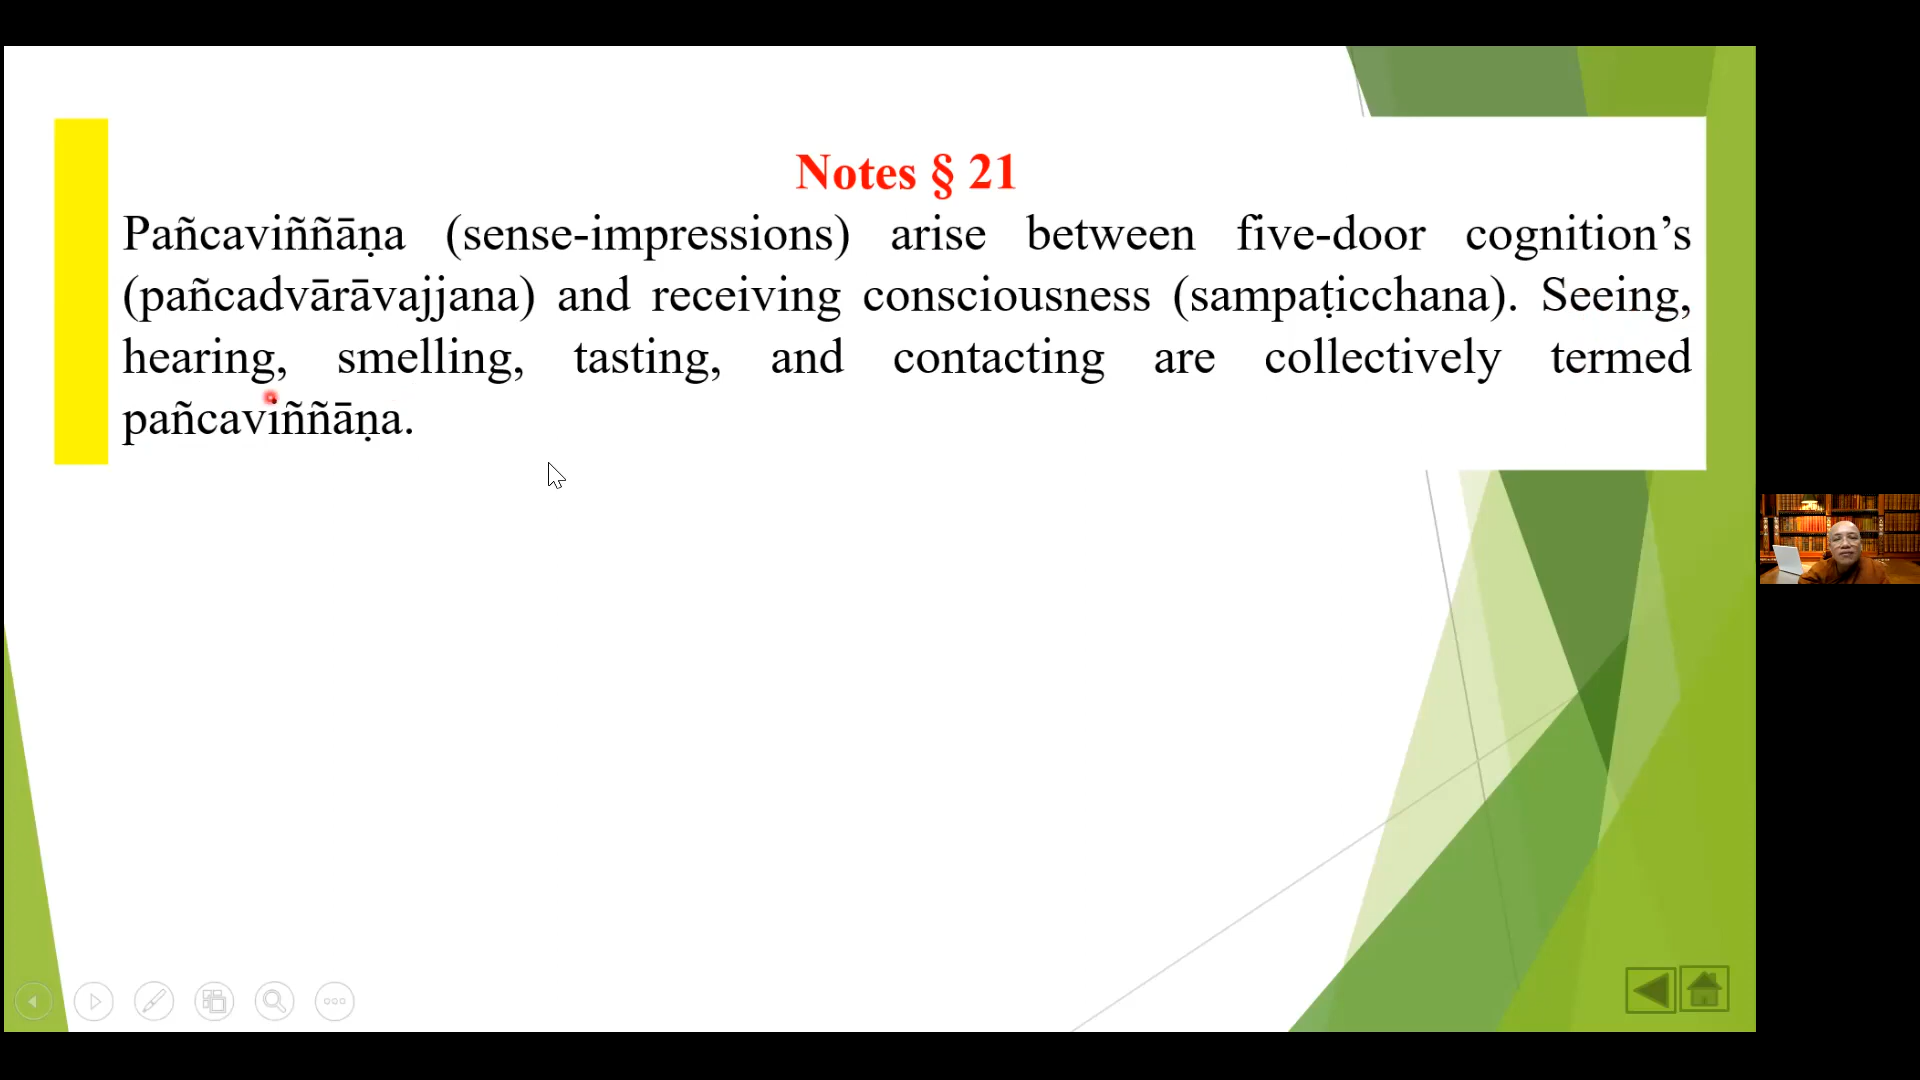 Notes § 21
Pañcaviññāṇa (sense-impressions) arise between five-door cognition’s
(pañcadvārāvajjana) and receiving consciousness (sampaṭicchana). Seeing,
hearing, smelling, tasting, and contacting are collectively termed
pañcaviññāṇa.